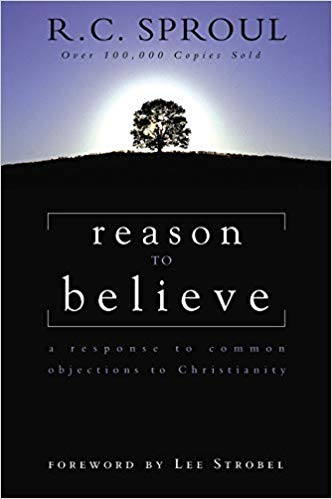 R.C. SPROUL
Over 100,000 Copies Sold
reason
TO
believe
a response to common
objections to Christianity
FOREWORD BY LEE STROBEL